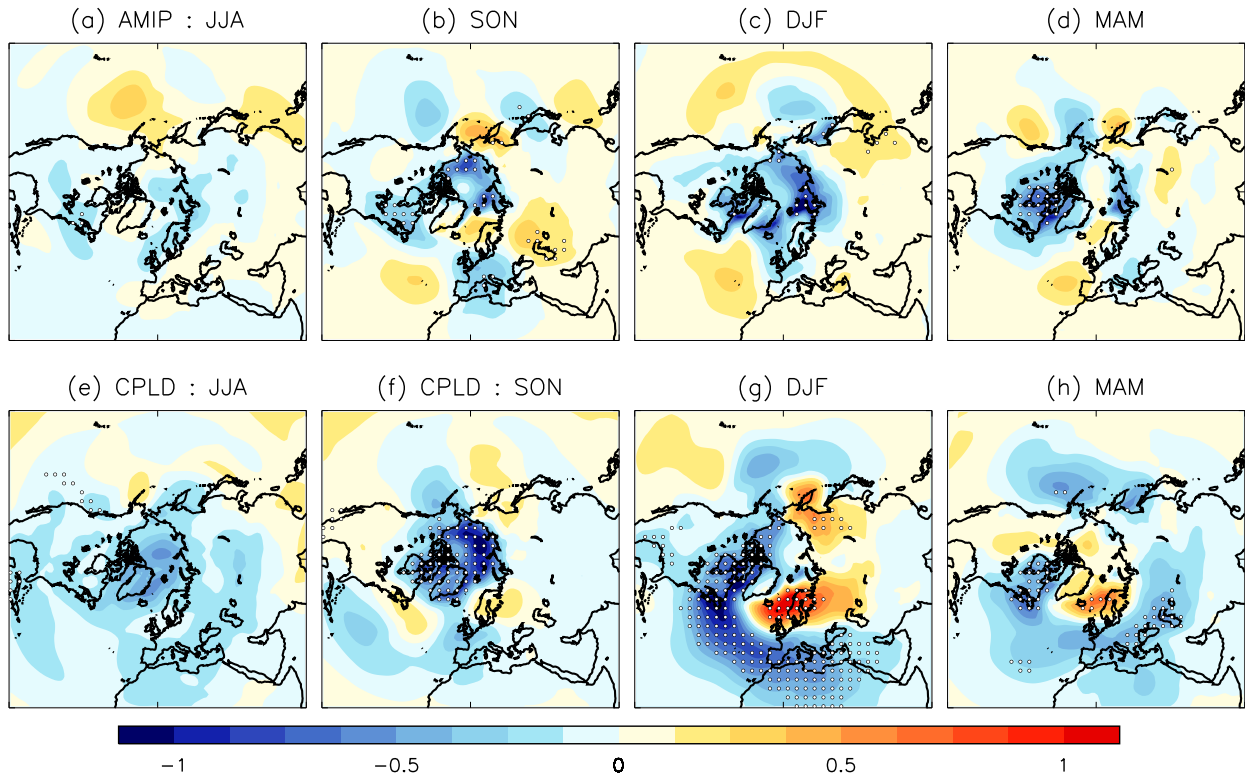 (a) AMIP : JJA
(b) SON
(c) DJF
(d) MAM
(e) CPLD : JJA
(f) CPLD : SON
(g) DJF
(h) MAM
−1 −0.5 0 0.5 1